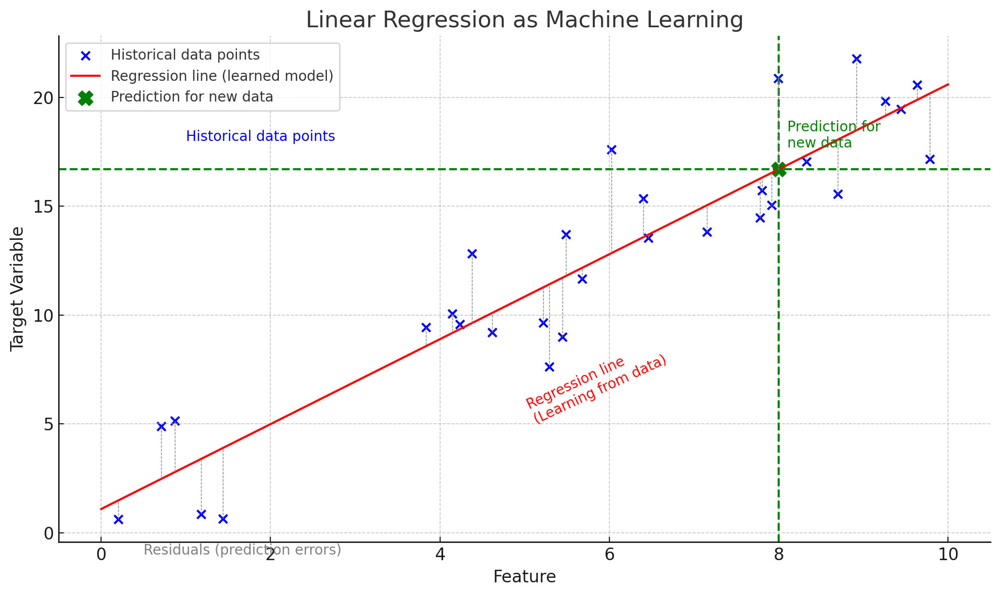 Linear Regression as Machine Learning
Historical data points
Regression line (learned model)
Prediction for new data
Historical data points
Prediction for
new data
Regression line
(Learning from data)
Residuals (prediction errors)
Target Variable
20
15
10
5
0
0
2
4
6
8
10
Feature